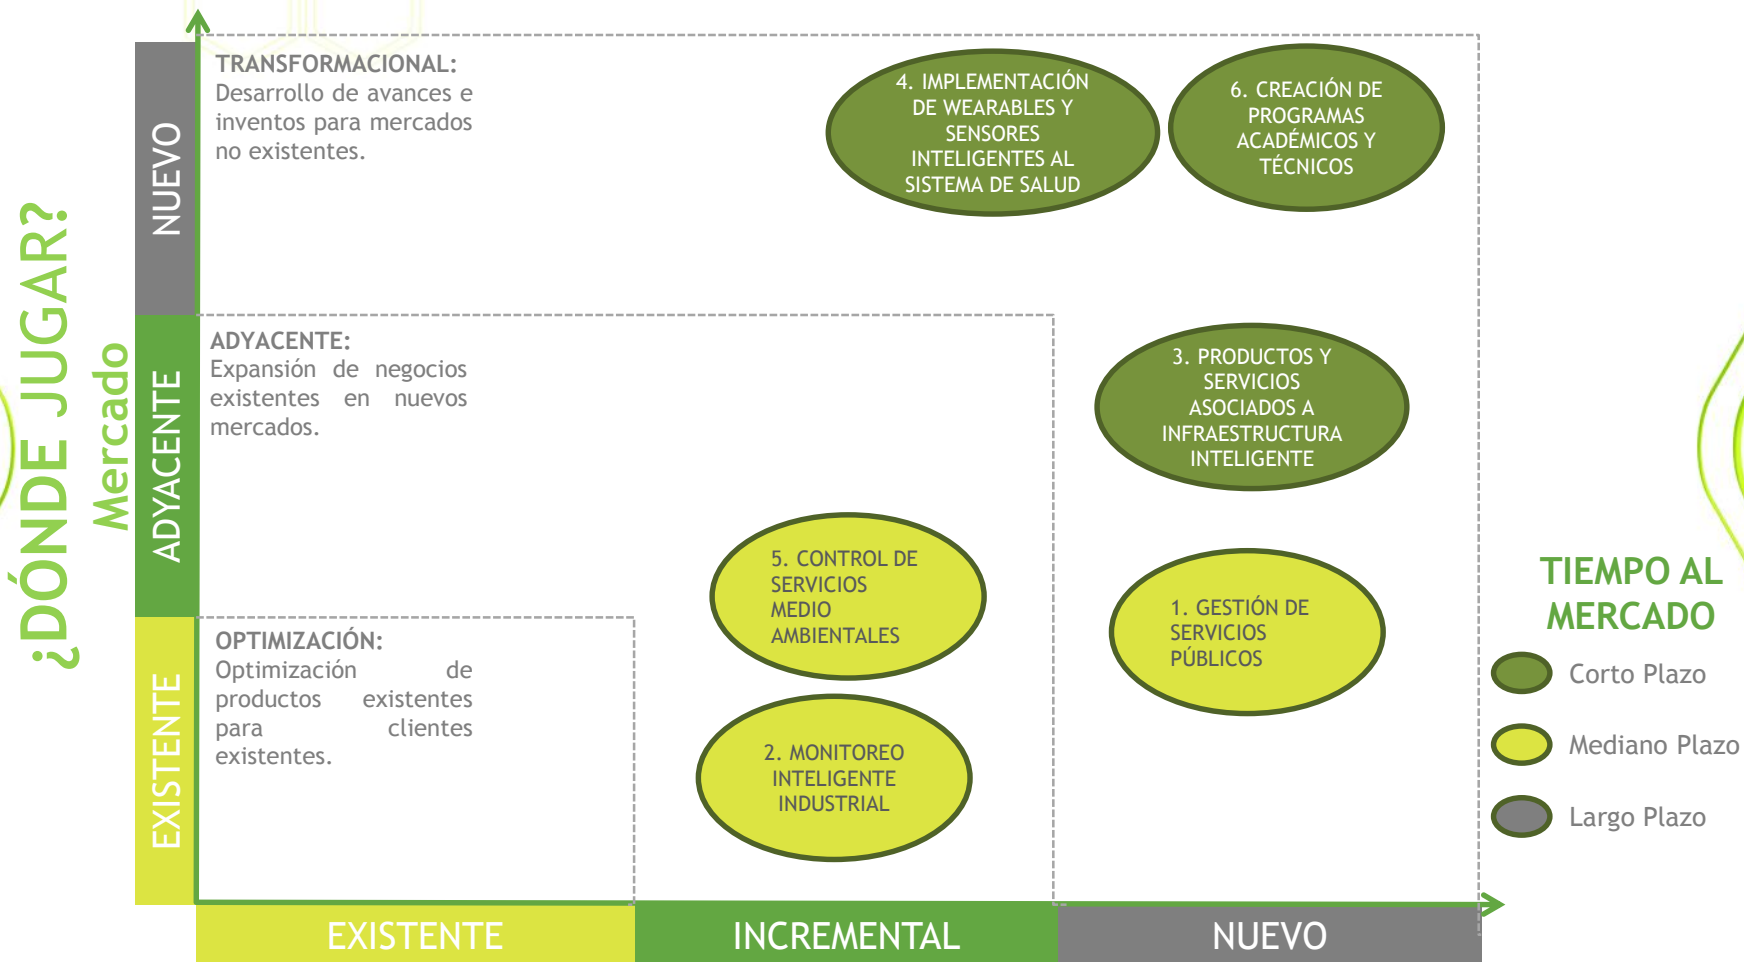 ¿DÓNDE JUGAR?
Mercado
NUEVO
ADYACENTE
EXISTENTE
TRANSFORMACIONAL:
Desarrollo de avances e
inventos para mercados
no existentes.
4. IMPLEMENTACIÓN
DE WEARABLES Y
SENSORES
INTELIGENTES AL
SISTEMA DE SALUD
6. CREACIÓN DE
PROGRAMAS
ACADÉMICOS Y
TÉCNICOS
ADYACENTE:
Expansión de negocios
existentes en nuevos
mercados.
3. PRODUCTOS Y
SERVICIOS
ASOCIADOS A
INFRAESTRUCTURA
INTELIGENTE
5. CONTROL DE
SERVICIOS
MEDIO
AMBIENTALES
1. GESTIÓN DE
SERVICIOS
PÚBLICOS
OPTIMIZACIÓN:
Optimización de
productos existentes
para clientes
existentes.
2. MONITOREO
INTELIGENTE
INDUSTRIAL
TIEMPO AL
MERCADO
Corto Plazo
Mediano Plazo
Largo Plazo
EXISTENTE
INCREMENTAL
NUEVO